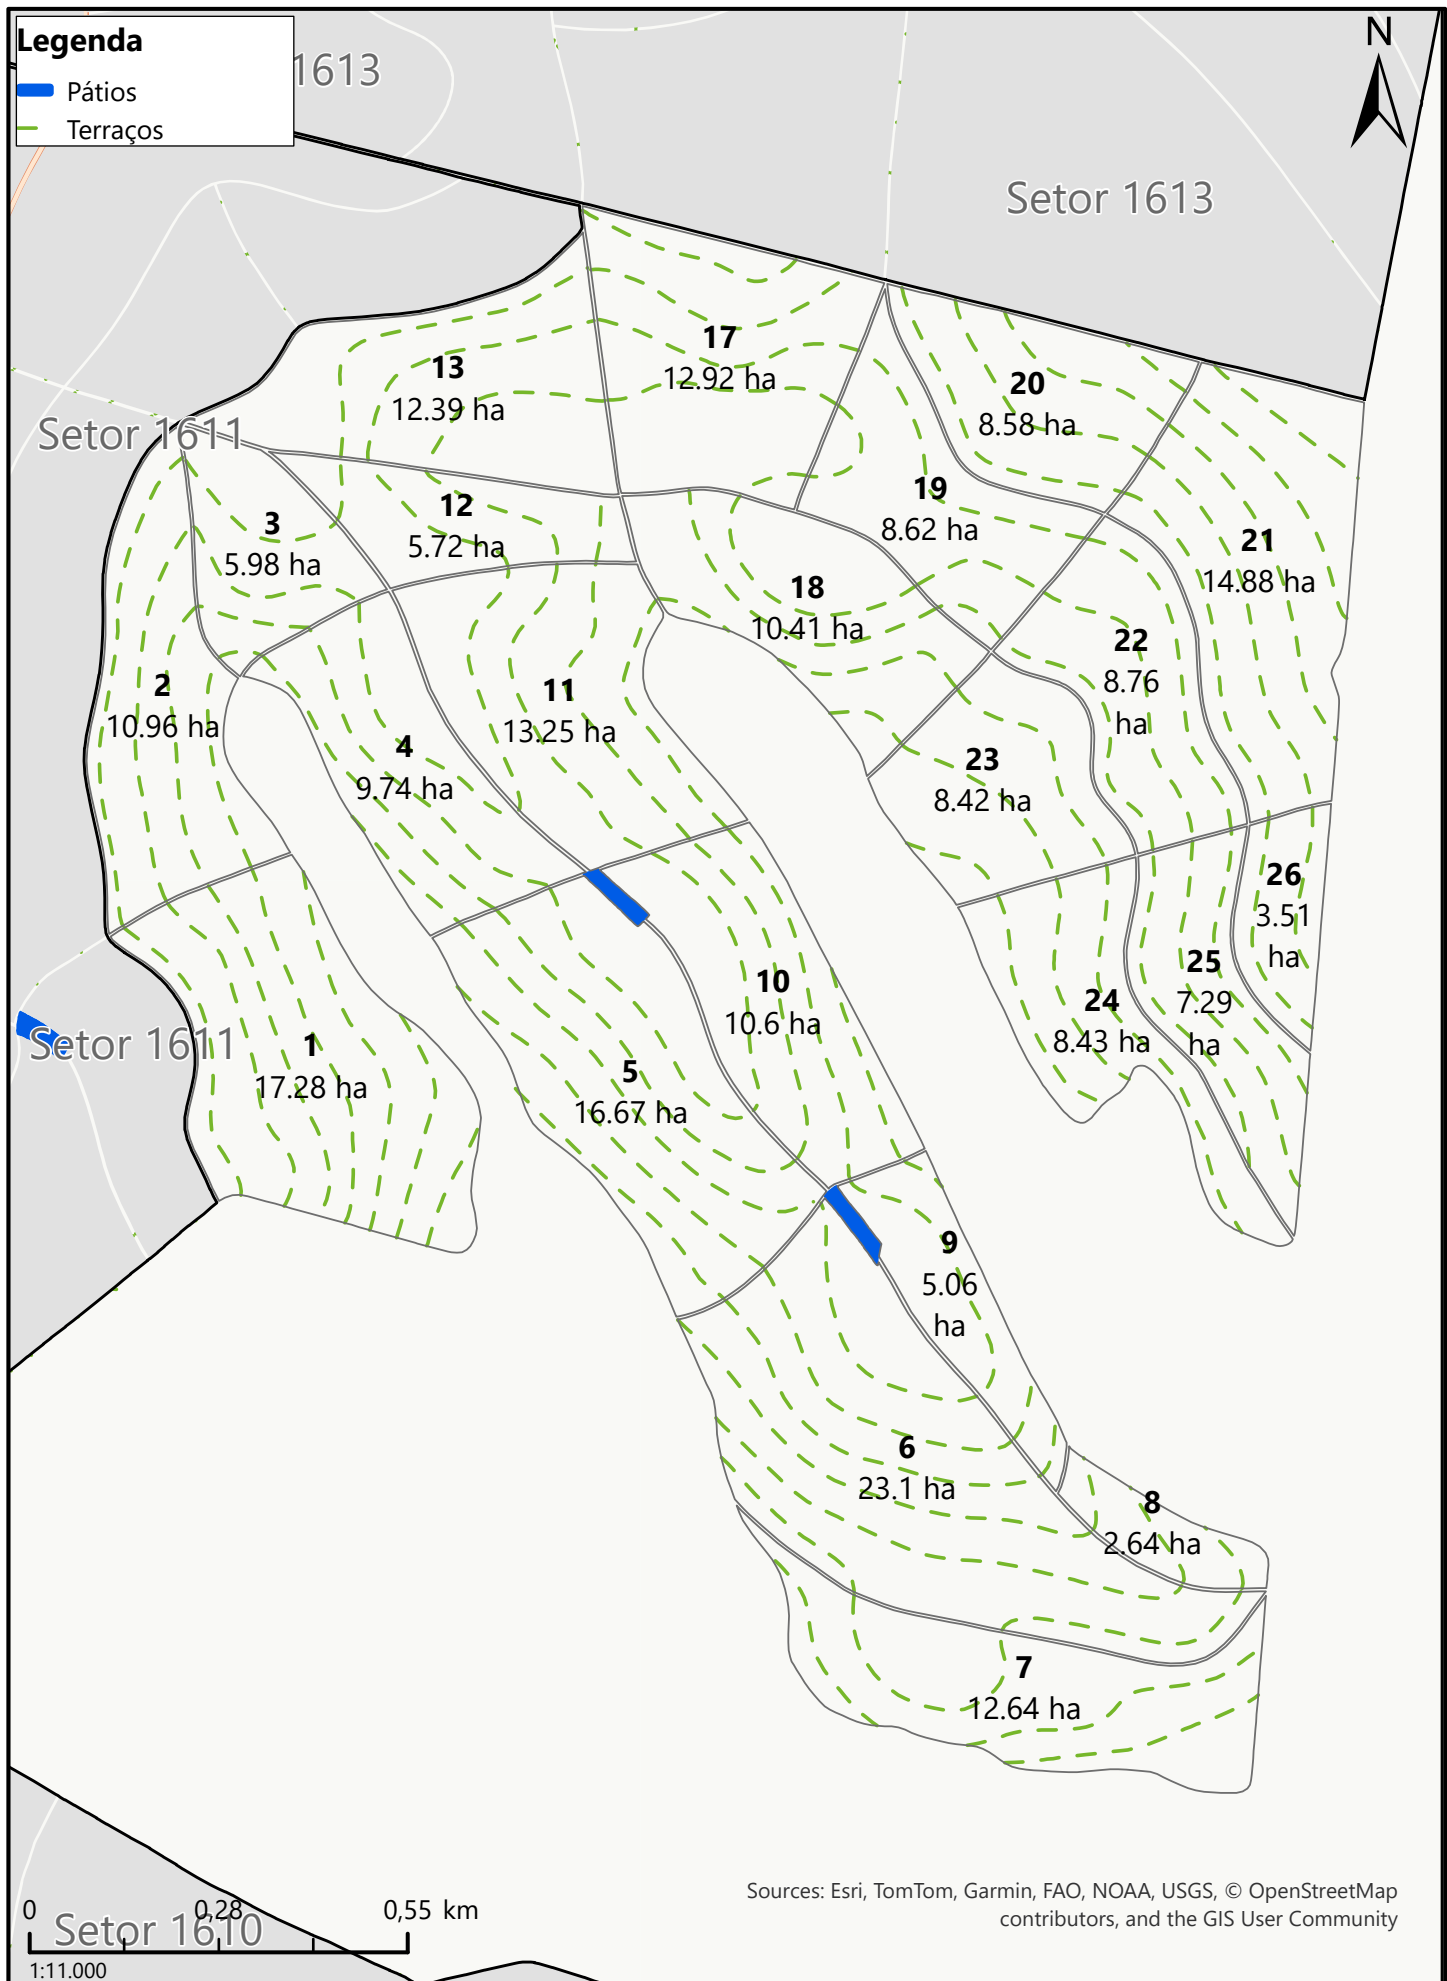 Legenda
Pátios
Terraços
1613
N
Setor 1613
17
12.92 ha
13
12.39 ha
20
8.58 ha
Setor 1611
19
8.62 ha
12
5.72 ha
3
5.98 ha
21
14.88 ha
18
10.41 ha
22
8.76
ha
2
10.96 ha
11
13.25 ha
4
9.74 ha
23
8.42 ha
26
3.51
ha
25
7.29
ha
10
10.6 ha
24
8.43 ha
Setor 1611
1
17.28 ha
5
16.67 ha
9
5.06
ha
6
23.1 ha
8
2.64 ha
7
12.64 ha
Sources: Esri, TomTom, Garmin, FAO, NOAA, USGS, © OpenStreetMap
contributors, and the GIS User Community
0 0,28 0,55 km
Setor 1610
1:11.000